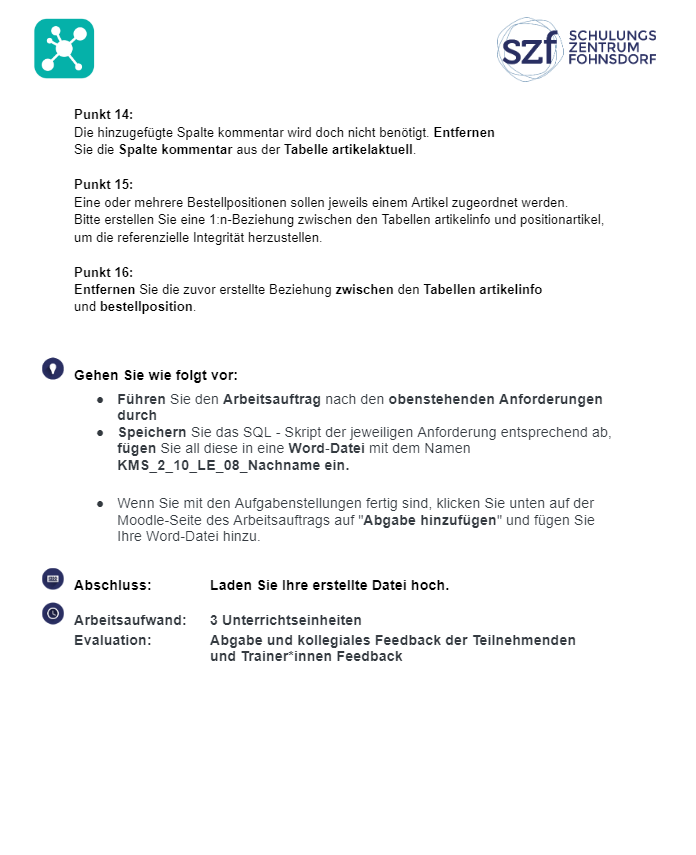 szf SCHULUNGS
ZENTRUM
FOHNSDORF
Punkt 14:
Die hinzugefügte Spalte kommentar wird doch nicht benötigt. Entfernen
Sie die Spalte kommentar aus der Tabelle artikelaktuell.
Punkt 15:
Eine oder mehrere Bestellpositionen sollen jeweils einem Artikel zugeordnet werden.
Bitte erstellen Sie eine 1:n-Beziehung zwischen den Tabellen artikelinfo und positionartikel,
um die referenzielle Integrität herzustellen.
Punkt 16:
Entfernen Sie die zuvor erstellte Beziehung zwischen den Tabellen artikelinfo
und bestellposition.
Gehen Sie wie folgt vor:
● Führen Sie den Arbeitsauftrag nach den obenstehenden Anforderungen
durch
● Speichern Sie das SQL - Skript der jeweiligen Anforderung entsprechend ab,
fügen Sie all diese in eine Word-Datei mit dem Namen
KMS_2_10_LE_08_Nachname ein.
● Wenn Sie mit den Aufgabenstellungen fertig sind, klicken Sie unten auf der
Moodle-Seite des Arbeitsauftrags auf "Abgabe hinzufügen" und fügen Sie
Ihre Word-Datei hinzu.
Abschluss: Laden Sie Ihre erstellte Datei hoch.
Arbeitsaufwand: 3 Unterrichtseinheiten
Evaluation: Abgabe und kollegiales Feedback der Teilnehmenden
und Trainer*innen Feedback